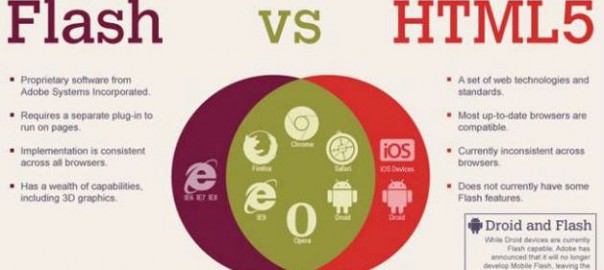 Flash vs HTML5
Proprietary software from
Adobe Systems Incorporated.
Requires a separate plug-in to
run on pages.
Implementation is consistent
across all browsers.
Has a wealth of capabilities,
including 3D graphics.
Chrome
Firefox
Safari
IE6 IE7 IE8
IE9
Droid
Opera
iOS
iOS Devices
Droid
A set of web technologies and
standards.
Most up-to-date browsers are
compatible.
Currently inconsistent across
browsers.
Does not currently have some
Flash features.
Droid and Flash
While Droid devices are currently
Flash capable, Adobe has
announced that it will no longer
develop Mobile Flash, leaving the